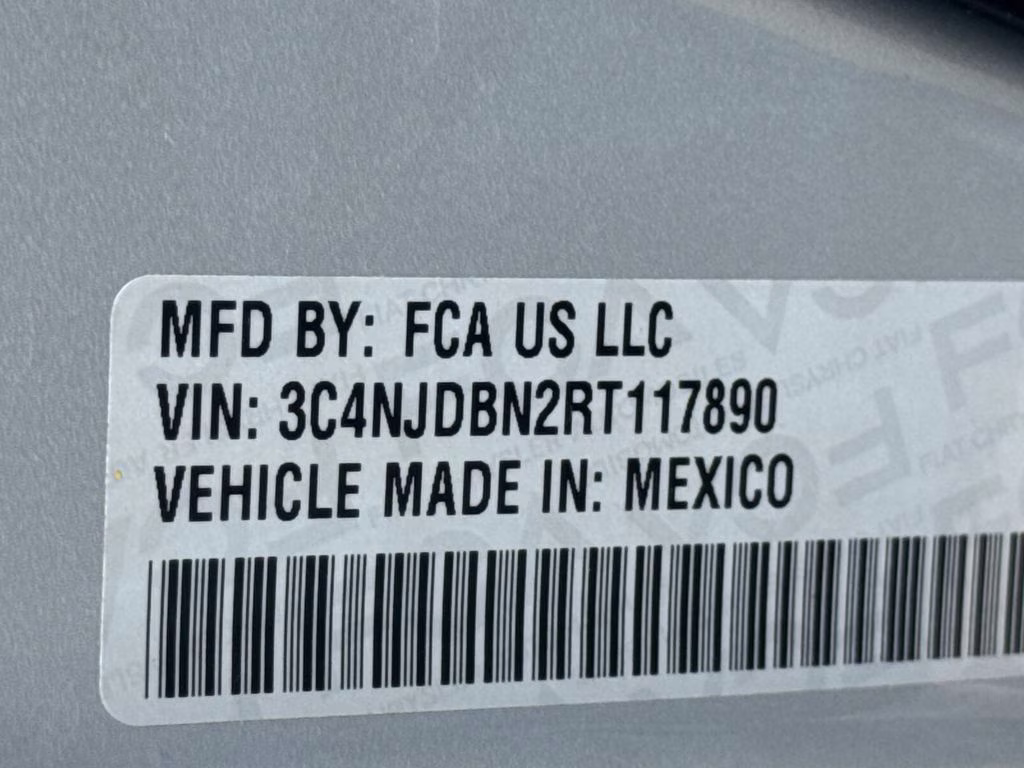 MFD BY: FCA US LLC
VIN: 3C4NJDBN2RT117890
VEHICLE MADE IN: MEXICO